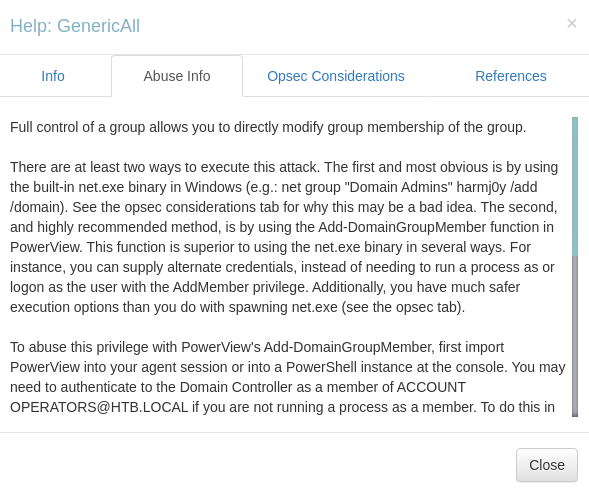 Help: GenericAll
×
Info
Abuse Info
Opsec Considerations
References
Full control of a group allows you to directly modify group membership of the group.
There are at least two ways to execute this attack. The first and most obvious is by using
the built-in net.exe binary in Windows (e.g.: net group "Domain Admins" harmj0y /add
/domain). See the opsec considerations tab for why this may be a bad idea. The second,
and highly recommended method, is by using the Add-DomainGroupMember function in
PowerView. This function is superior to using the net.exe binary in several ways. For
instance, you can supply alternate credentials, instead of needing to run a process as or
logon as the user with the AddMember privilege. Additionally, you have much safer
execution options than you do with spawning net.exe (see the opsec tab).
To abuse this privilege with PowerView's Add-DomainGroupMember, first import
PowerView into your agent session or into a PowerShell instance at the console. You may
need to authenticate to the Domain Controller as a member of ACCOUNT
OPERATORS@HTB.LOCAL if you are not running a process as a member. To do this in
Close